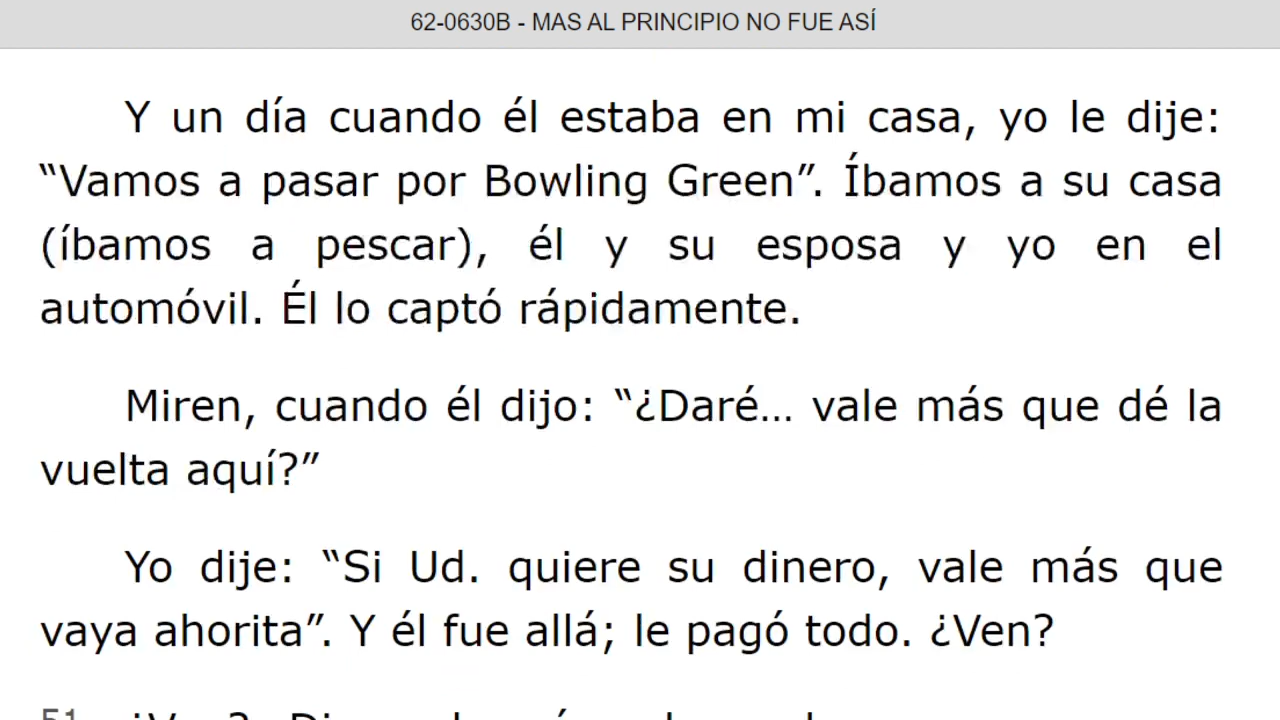 62-0630B - MAS AL PRINCIPIO NO FUE ASÍ
Y un día cuando él estaba en mi casa, yo le dije:
“Vamos a pasar por Bowling Green”. Íbamos a su casa
(íbamos a pescar), él y su esposa y yo en el
automóvil. Él lo captó rápidamente.
Miren, cuando él dijo: “¿Daré... vale más que dé la
vuelta aquí?”
Yo dije: “Si Ud. quiere su dinero, vale más que
vaya ahorita”. Y él fue allá; le pagó todo. ¿Ven?
51